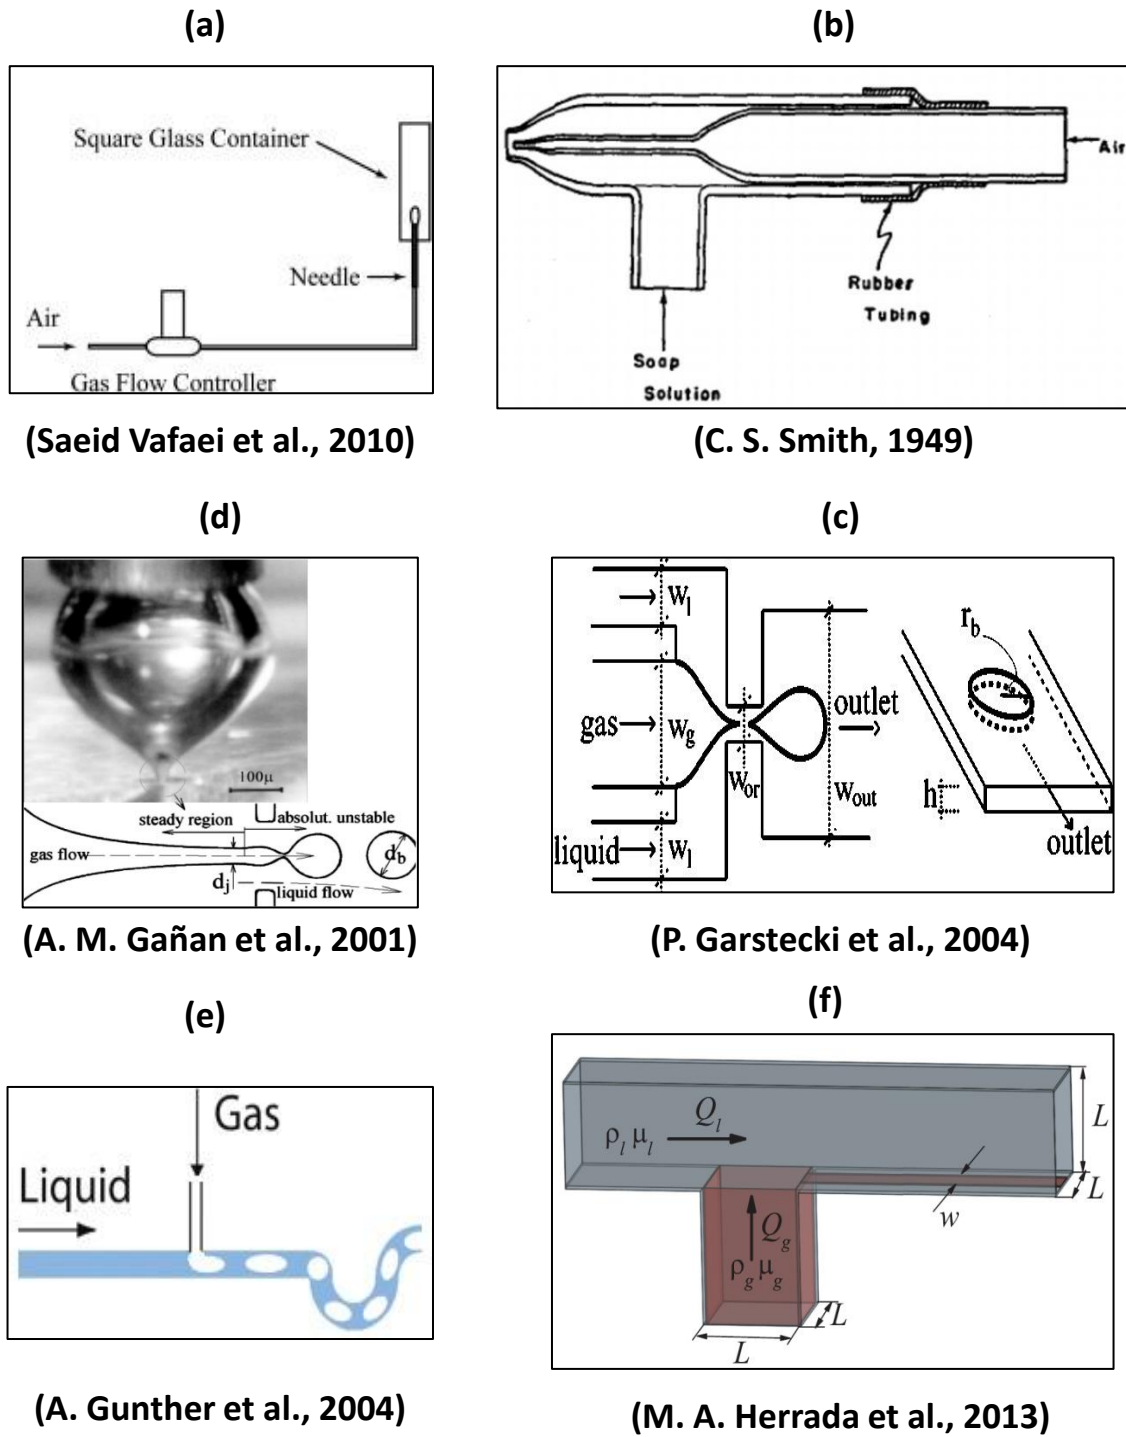 (a)
Square Glass Container
Needle
Air
Gas Flow Controller
(Saeid Vafaei et al., 2010)
(b)
Air
Rubber
Tubing
Soap
Solution
(C. S. Smith, 1949)
(d)
100μ
steady region
absolut. unstable
gas flow
d_b
d_j
liquid flow
(A. M. Gañan et al., 2001)
(c)
w_l
gas
w_g
w_or
outlet
w_out
liquid
w_l
r_b
h
outlet
(P. Garstecki et al., 2004)
(e)
Gas
Liquid
(A. Gunther et al., 2004)
(f)
Q_l
ρ_l μ_l
L
L
w
Q_g
ρ_g μ_g
L
L
(M. A. Herrada et al., 2013)